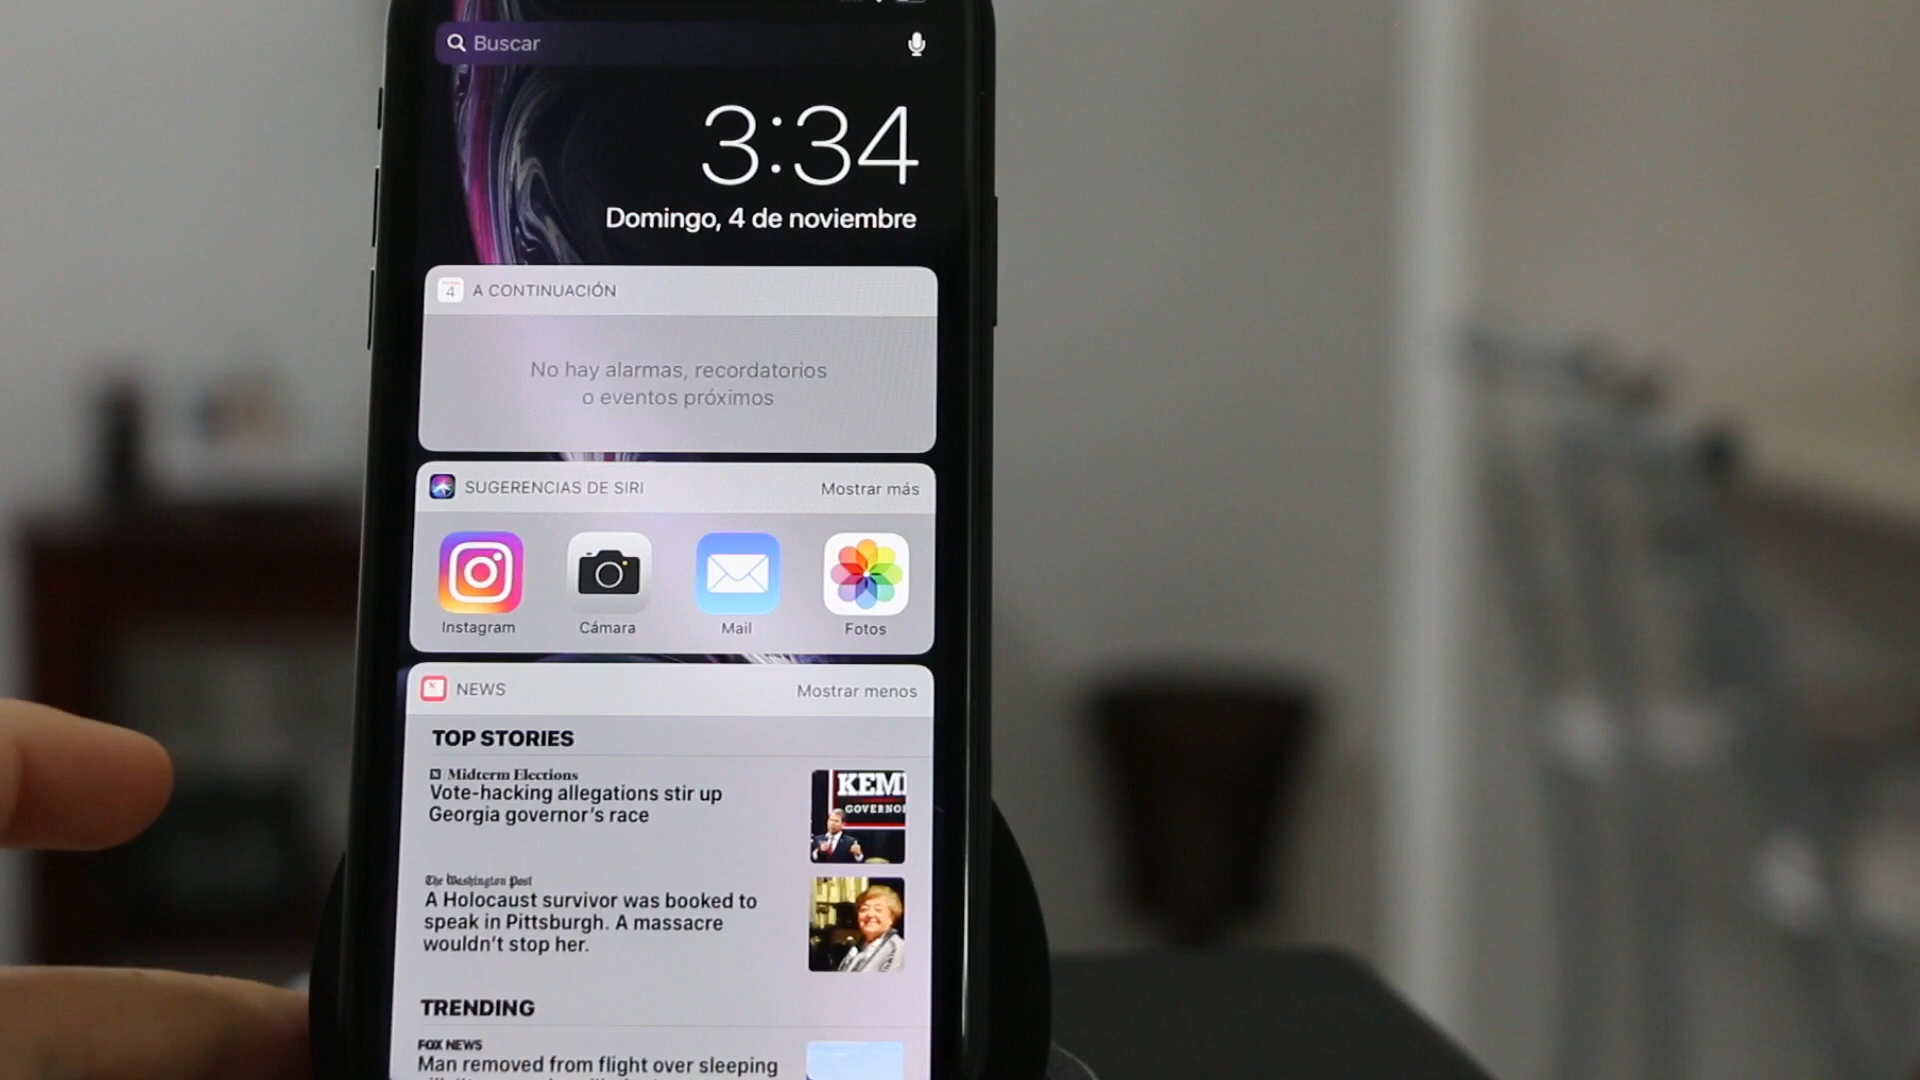 Buscar
3:34
Domingo, 4 de noviembre
4
A CONTINUACIÓN
No hay alarmas, recordatorios
o eventos próximos
SUGERENCIAS DE SIRI
Mostrar más
Instagram
Cámara
Mail
Fotos
NEWS
Mostrar menos
TOP STORIES
Midterm Elections
Vote-hacking allegations stir up
Georgia governor's race
KEM
GOVERNO
The Washington Post
A Holocaust survivor was booked to
speak in Pittsburgh. A massacre
wouldn't stop her.
TRENDING
FOX NEWS
Man removed from flight over sleeping